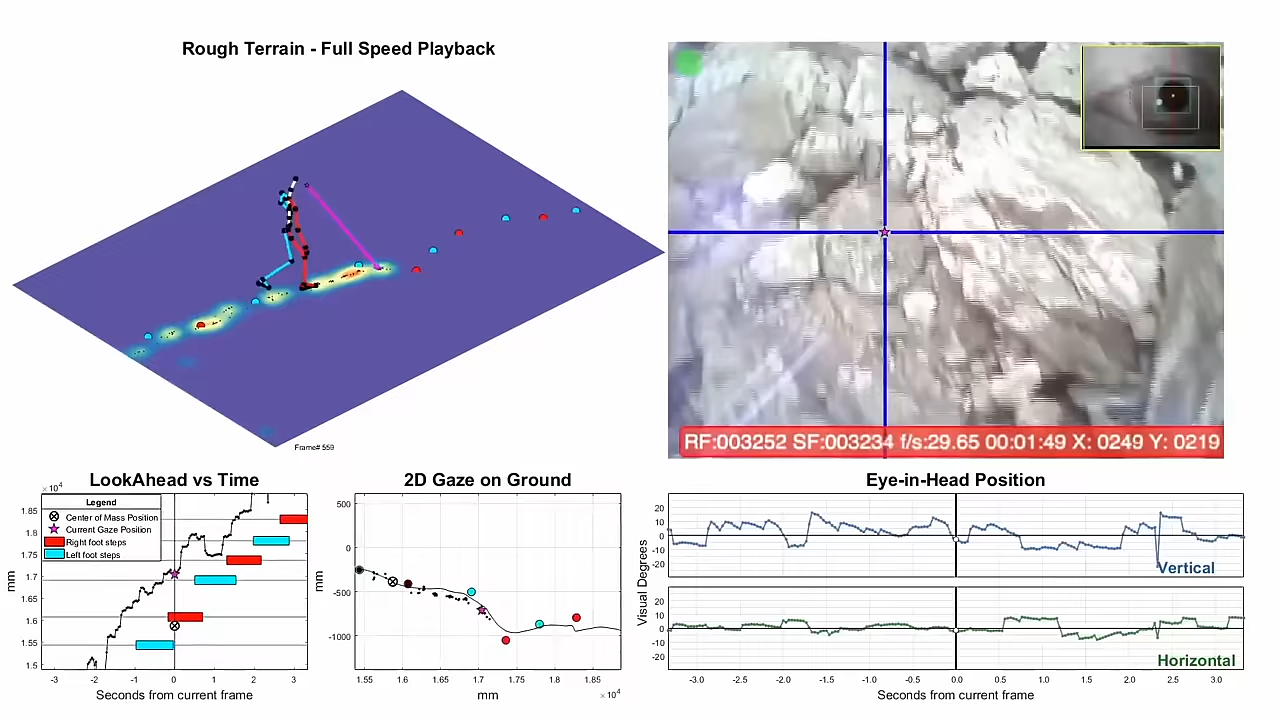 Rough Terrain - Full Speed Playback
Frame# 559
RF:003252 SF:003234 f/s:29.65 00:01:49 X: 0249 Y: 0219
LookAhead vs Time
×10⁴
Legend
Center of Mass Position
Current Gaze Position
Right foot steps
Left foot steps
1.85
1.8
1.75
1.7
1.65
1.6
1.55
1.5
mm
-3 -2 -1 0 1 2 3
Seconds from current frame
2D Gaze on Ground
500
0
-500
-1000
mm
1.55 1.6 1.65 1.7 1.75 1.8 1.85
×10⁴
mm
Eye-in-Head Position
Visual Degrees
20
10
0
-10
-20
Vertical
20
10
0
-10
-20
Horizontal
-3.0 -2.5 -2.0 -1.5 -1.0 -0.5 0.0 0.5 1.0 1.5 2.0 2.5 3.0
Seconds from current frame